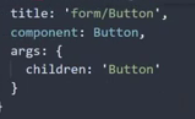 title: 'form/Button',
component: Button,
args: {
children: 'Button'
}
}